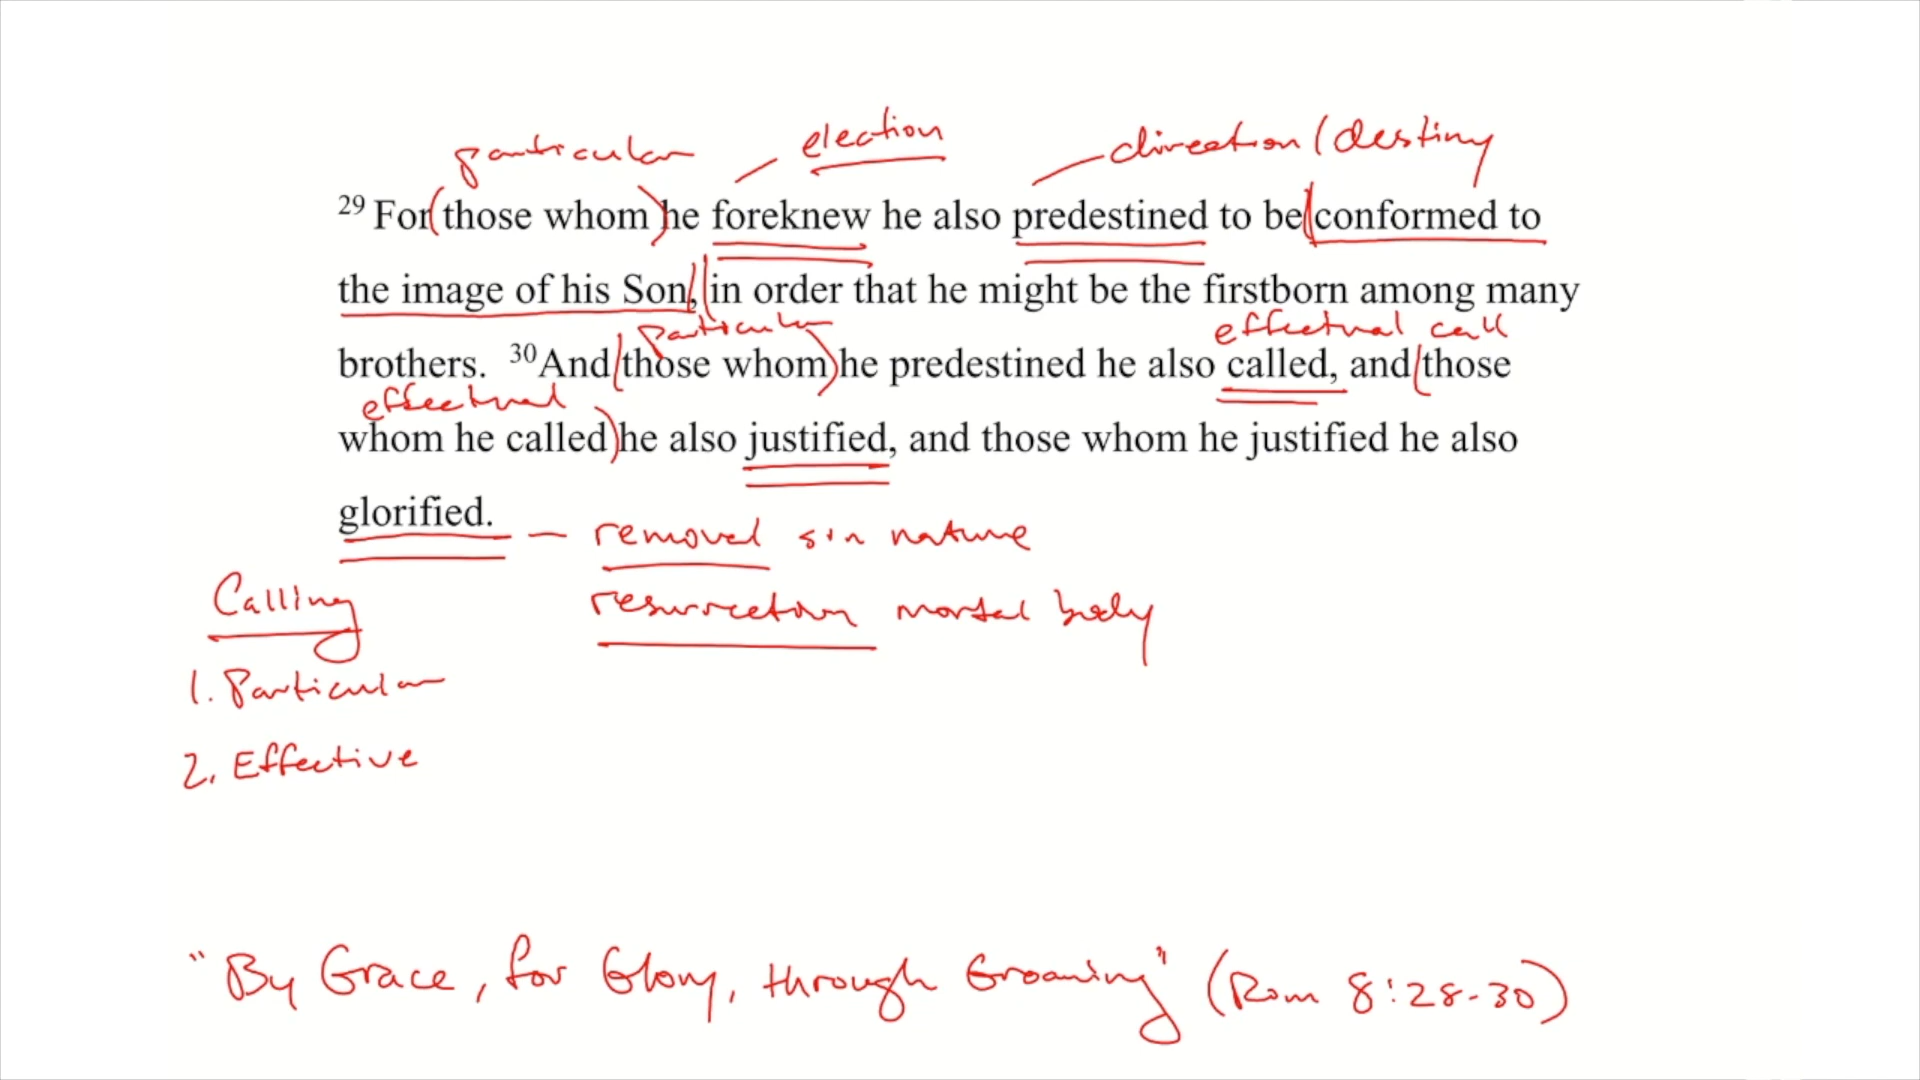 particular election direction/destiny
29 For (those whom) he foreknew he also predestined to be conformed to
the image of his Son, in order that he might be the firstborn among many
particular effectual call
brothers. 30 And (those whom) he predestined he also called, and (those
effectual
whom he called) he also justified, and those whom he justified he also
glorified. — removal sin nature
Calling resurrection mortal body
1. Particular
2. Effective
"By Grace, for Glory, through Groaning" (Rom 8:28-30)